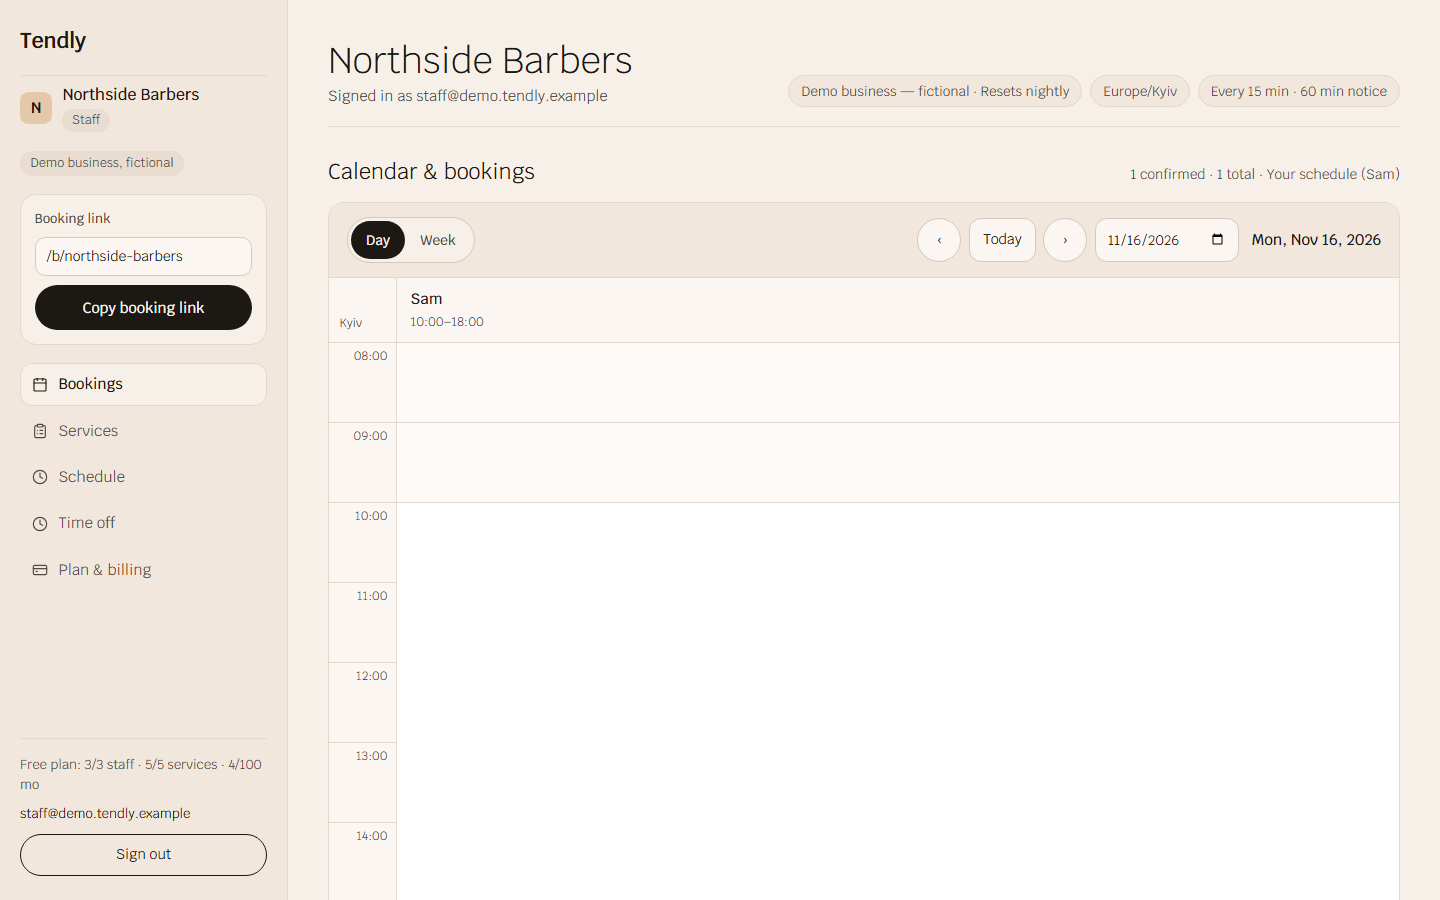 Tendly
N
Northside Barbers
Staff
Demo business, fictional
Booking link
/b/northside-barbers
Copy booking link
Bookings
Services
Schedule
Time off
Plan & billing
Free plan: 3/3 staff · 5/5 services · 4/100
mo
staff@demo.tendly.example
Sign out
Northside Barbers
Signed in as staff@demo.tendly.example
Demo business — fictional · Resets nightly
Europe/Kyiv
Every 15 min · 60 min notice
Calendar & bookings
1 confirmed · 1 total · Your schedule (Sam)
Day
Week
‹
Today
›
11/16/2026
Mon, Nov 16, 2026
Kyiv
Sam
10:00–18:00
08:00
09:00
10:00
11:00
12:00
13:00
14:00